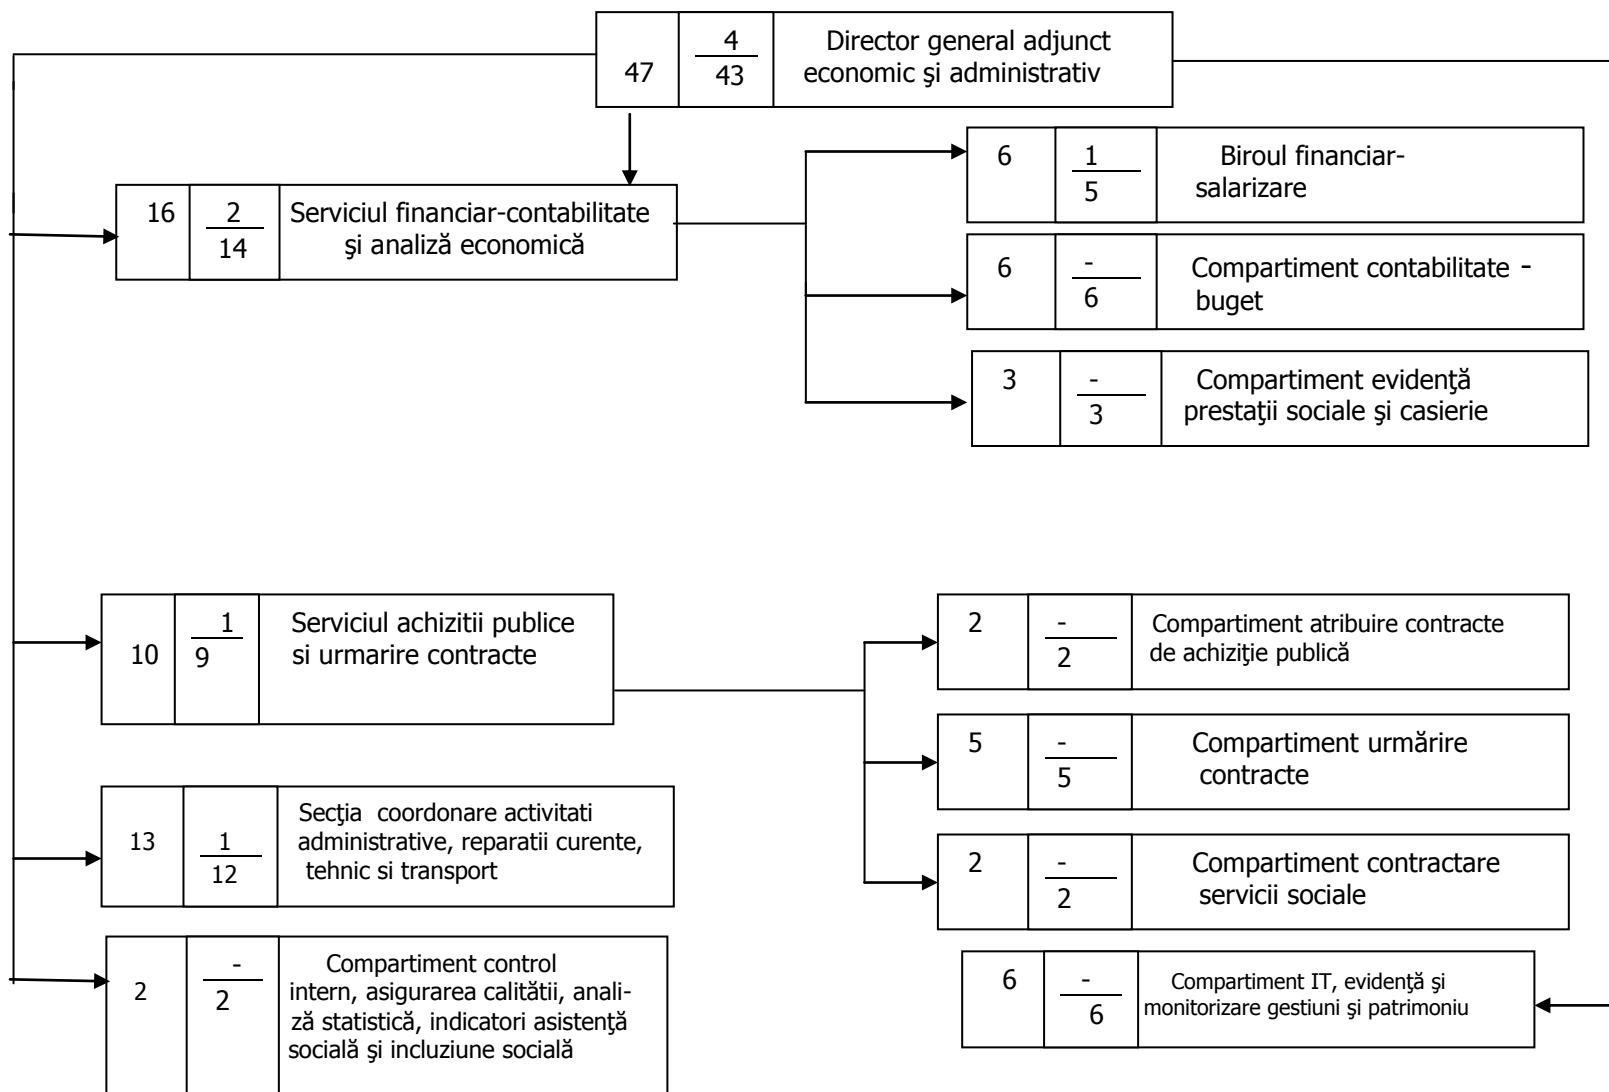 47
4
43
Director general adjunct
economic şi administrativ
16
2
14
Serviciul financiar-contabilitate
şi analiză economică
6
1
5
Biroul financiar-
salarizare
6
-
6
Compartiment contabilitate -
buget
3
-
3
Compartiment evidenţă
prestaţii sociale şi casierie
10
1
9
Serviciul achizitii publice
si urmarire contracte
2
-
2
Compartiment atribuire contracte
de achiziţie publică
5
-
5
Compartiment urmărire
contracte
2
-
2
Compartiment contractare
servicii sociale
13
1
12
Secţia coordonare activitati
administrative, reparatii curente,
tehnic si transport
2
-
2
Compartiment control
intern, asigurarea calitătii, anali-
ză statistică, indicatori asistenţă
socială şi incluziune socială
6
-
6
Compartiment IT, evidenţă şi
monitorizare gestiuni şi patrimoniu